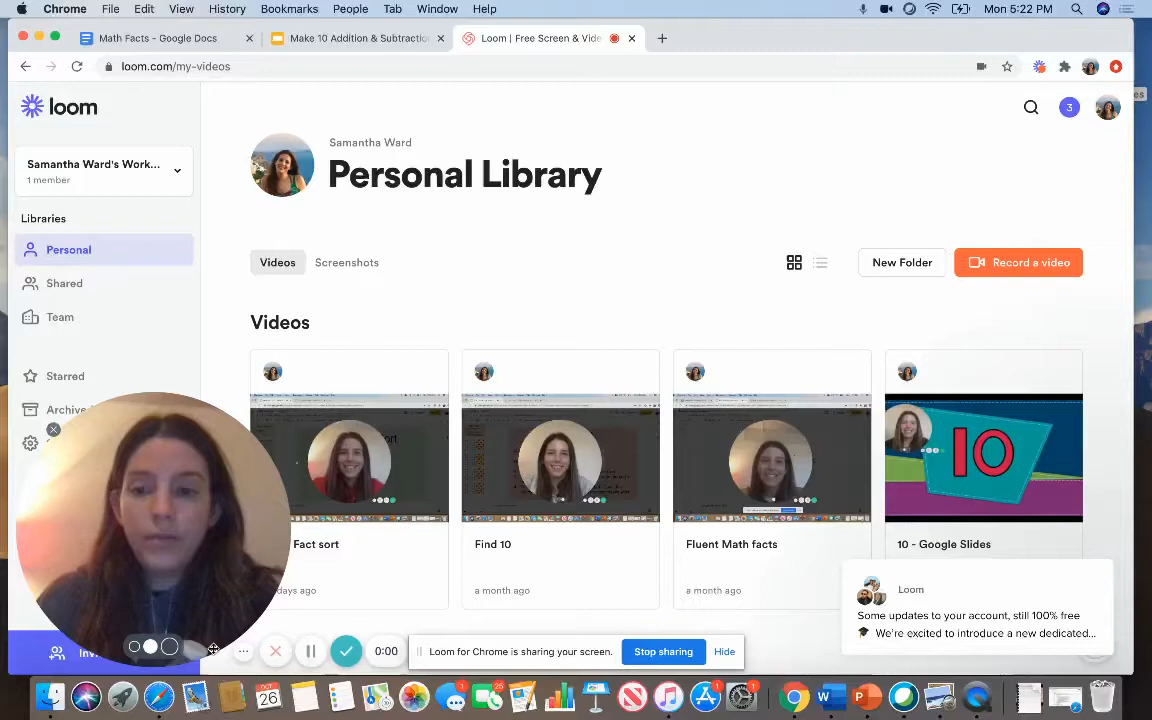 Chrome File Edit View History Bookmarks People Tab Window Help Mon 5:22 PM
Math Facts - Google Docs
Make 10 Addition & Subtractio
Loom | Free Screen & Vide
loom.com/my-videos
loom
3
Samantha Ward's Work...
1 member
Samantha Ward
Personal Library
Libraries
Personal
Shared
Team
Starred
Archive
Videos Screenshots
New Folder
Record a video
Videos
10
Fact sort
Find 10
Fluent Math facts
10 - Google Slides
days ago
a month ago
a month ago
Loom
Some updates to your account, still 100% free
We're excited to introduce a new dedicated...
0:00
Loom for Chrome is sharing your screen.
Stop sharing
Hide
OCT
26